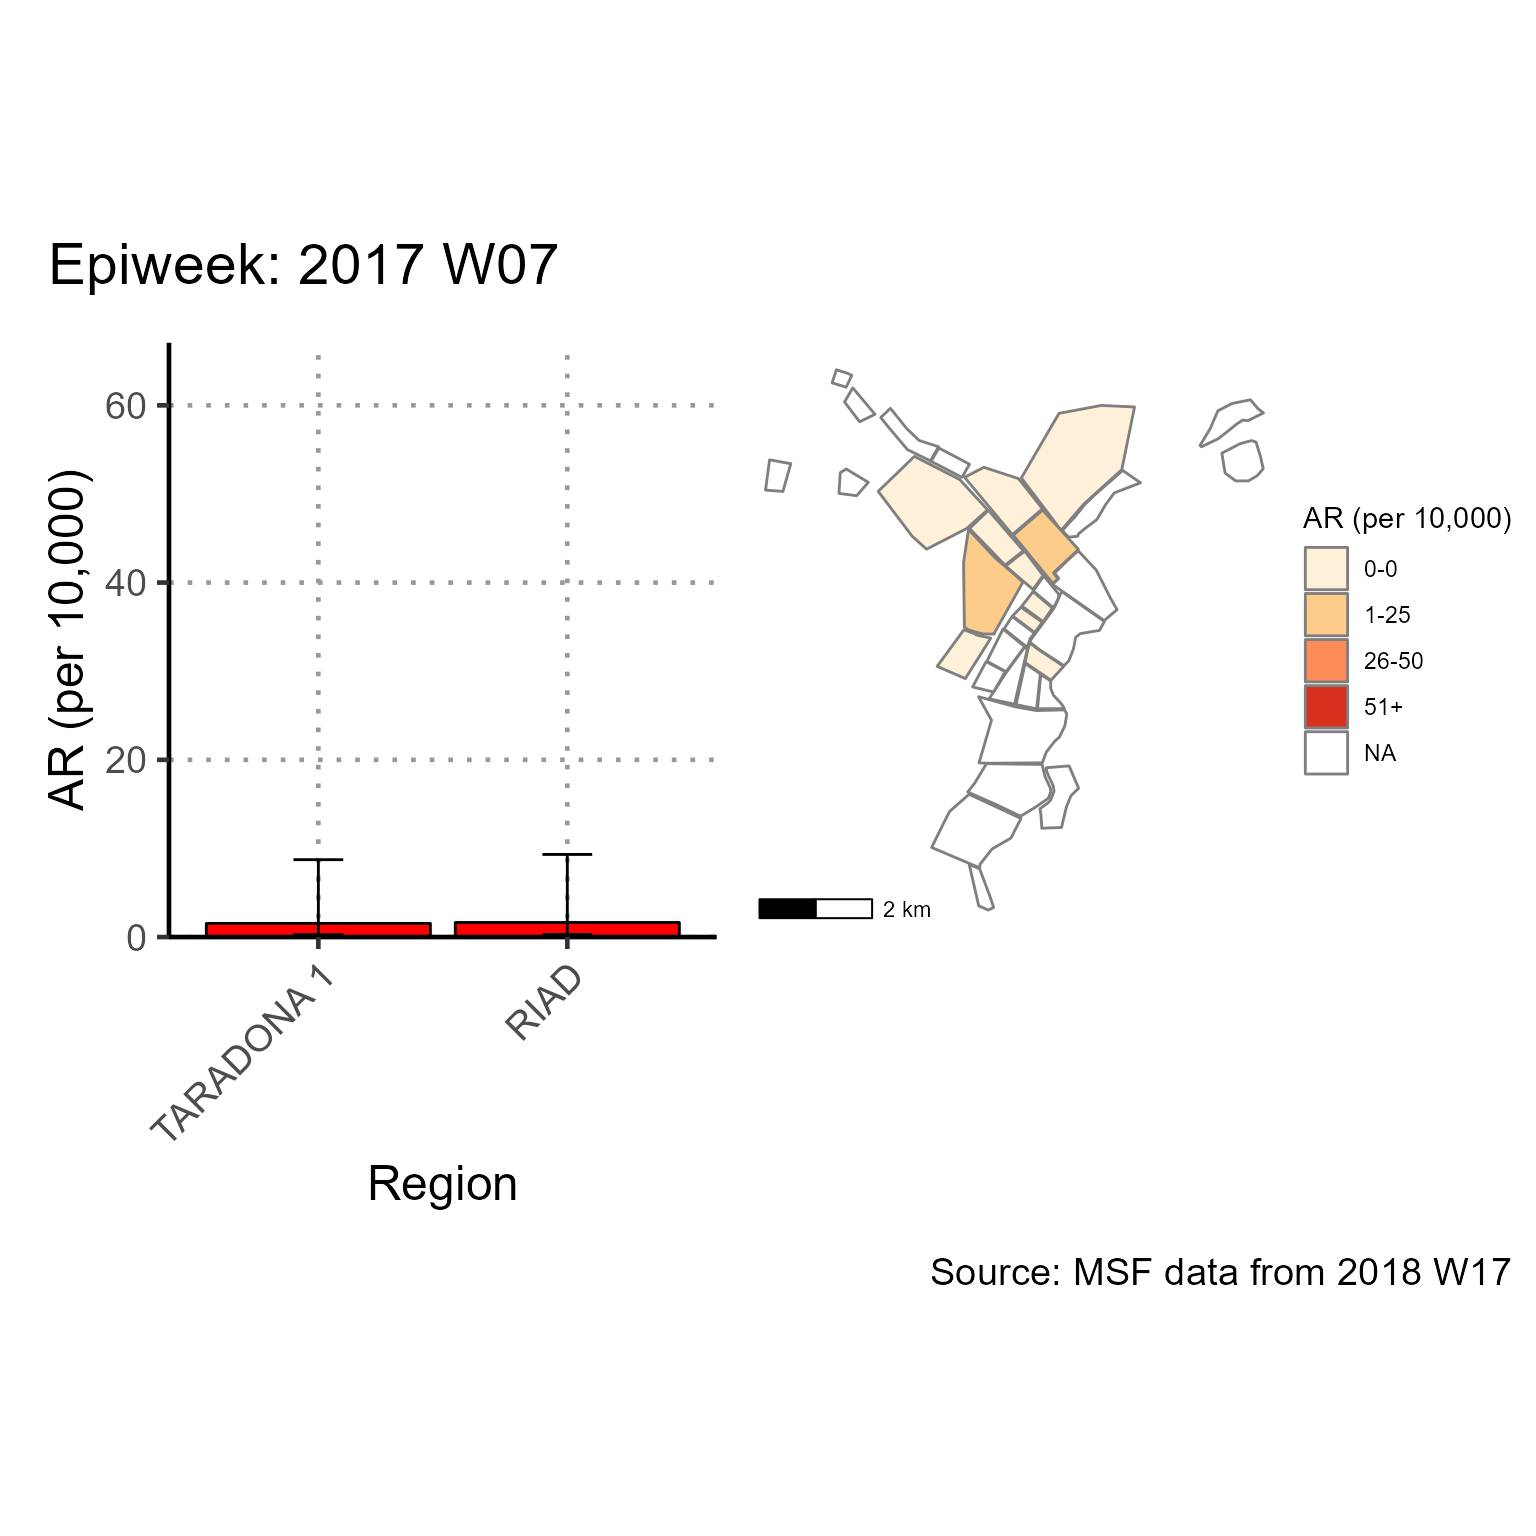 Epiweek: 2017 W07
AR (per 10,000)
60
40
20
0
TARADONA 1
RIAD
Region
2 km
AR (per 10,000)
0-0
1-25
26-50
51+
NA
Source: MSF data from 2018 W17